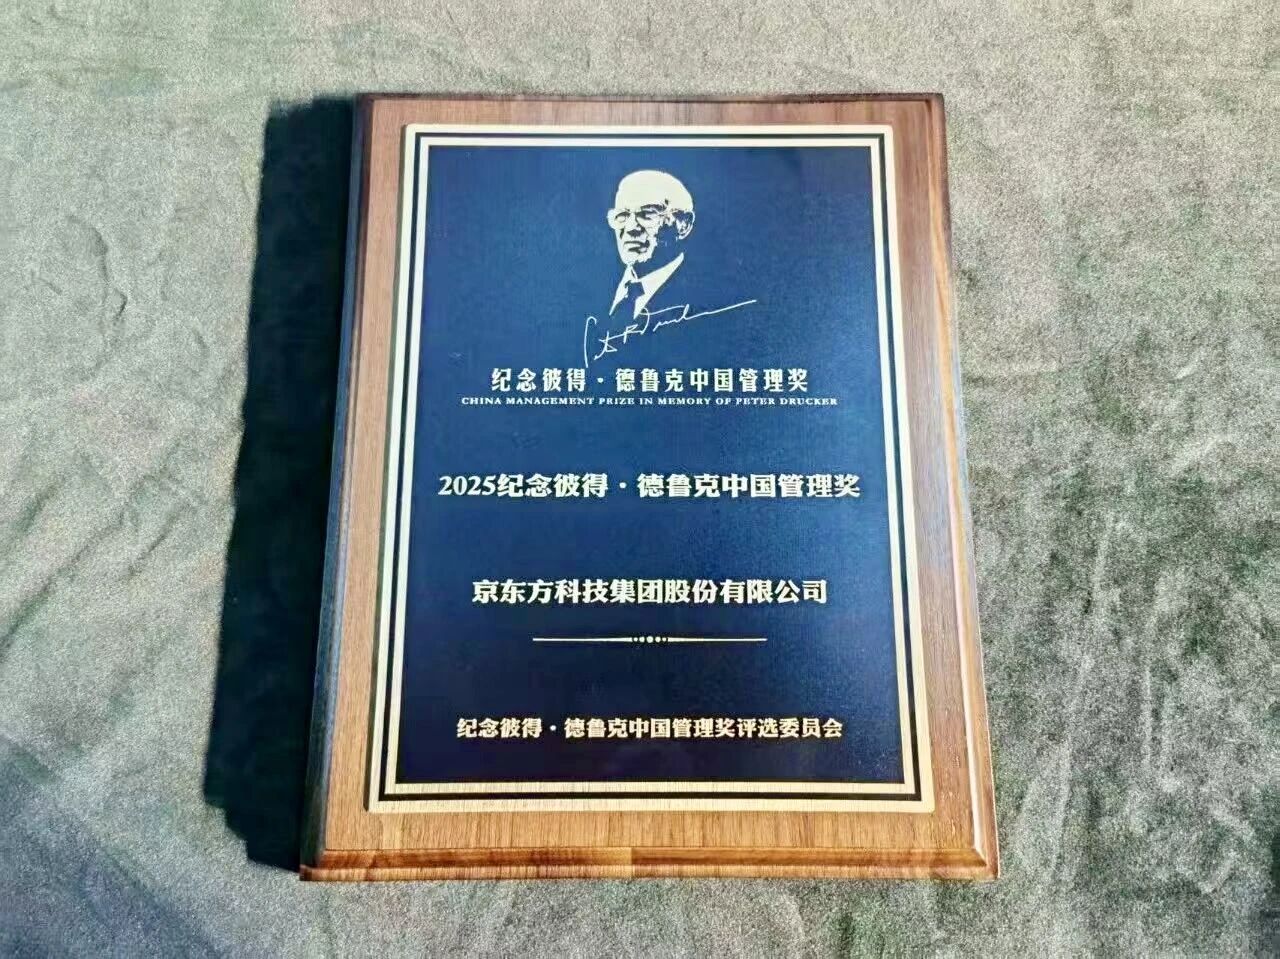 Peter F. Drucker
纪念彼得·德鲁克中国管理奖
CHINA MANAGEMENT PRIZE IN MEMORY OF PETER DRUCKER
2025纪念彼得·德鲁克中国管理奖
京东方科技集团股份有限公司
纪念彼得·德鲁克中国管理奖评选委员会